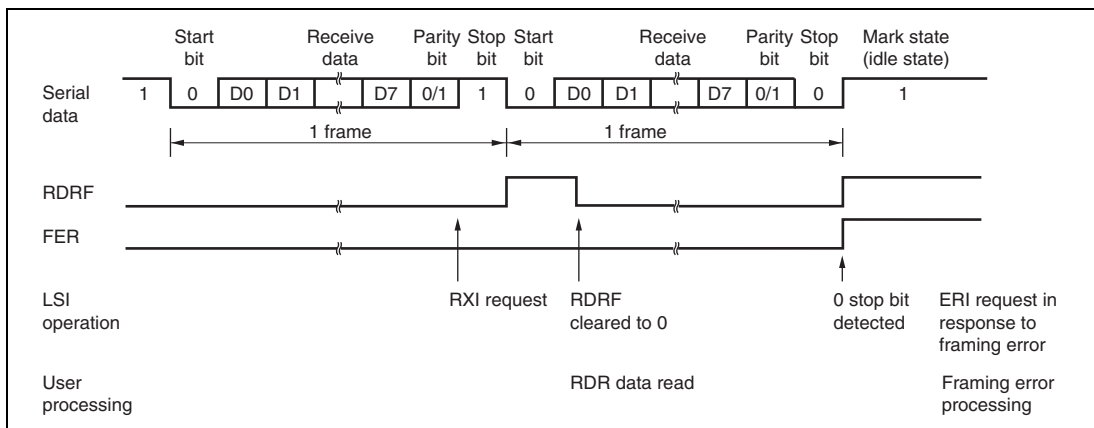 Start bit Receive data Parity bit Stop bit Start bit Receive data Parity bit Stop bit Mark state (idle state)
Serial data 1 0 D0 D1 D7 0/1 1 0 D0 D1 D7 0/1 0 1
1 frame 1 frame
RDRF
FER
LSI operation RXI request RDRF cleared to 0 0 stop bit detected ERI request in response to framing error
User processing RDR data read Framing error processing